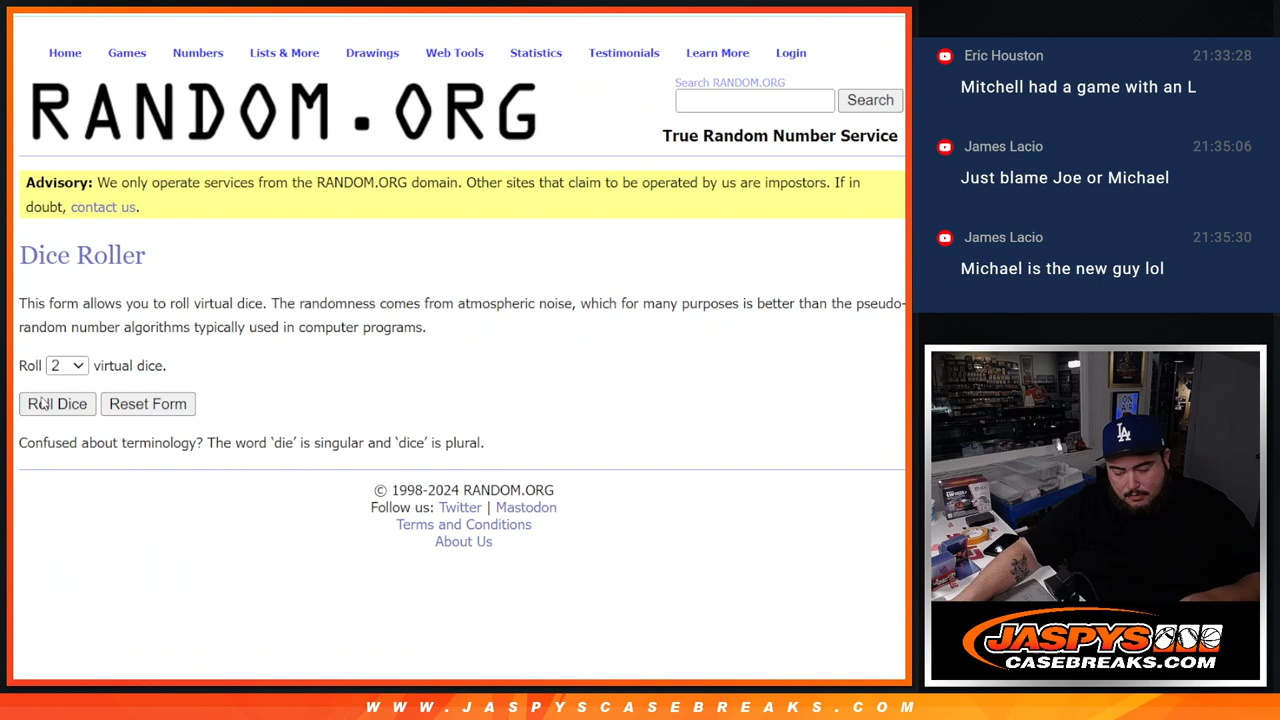 Home Games Numbers Lists & More Drawings Web Tools Statistics Testimonials Learn More Login
RANDOM.ORG
Search RANDOM.ORG
Search
True Random Number Service
Advisory: We only operate services from the RANDOM.ORG domain. Other sites that claim to be operated by us are impostors. If in
doubt, contact us.
Dice Roller
This form allows you to roll virtual dice. The randomness comes from atmospheric noise, which for many purposes is better than the pseudo-
random number algorithms typically used in computer programs.
Roll 2 virtual dice.
Roll Dice Reset Form
Confused about terminology? The word ‘die’ is singular and ‘dice’ is plural.
© 1998-2024 RANDOM.ORG
Follow us: Twitter | Mastodon
Terms and Conditions
About Us
Eric Houston 21:33:28
Mitchell had a game with an L
James Lacio 21:35:06
Just blame Joe or Michael
James Lacio 21:35:30
Michael is the new guy lol
ON AIR
LA
JASPYS
CASEBREAKS.COM
WWW.JASPYSCASEBREAKS.COM